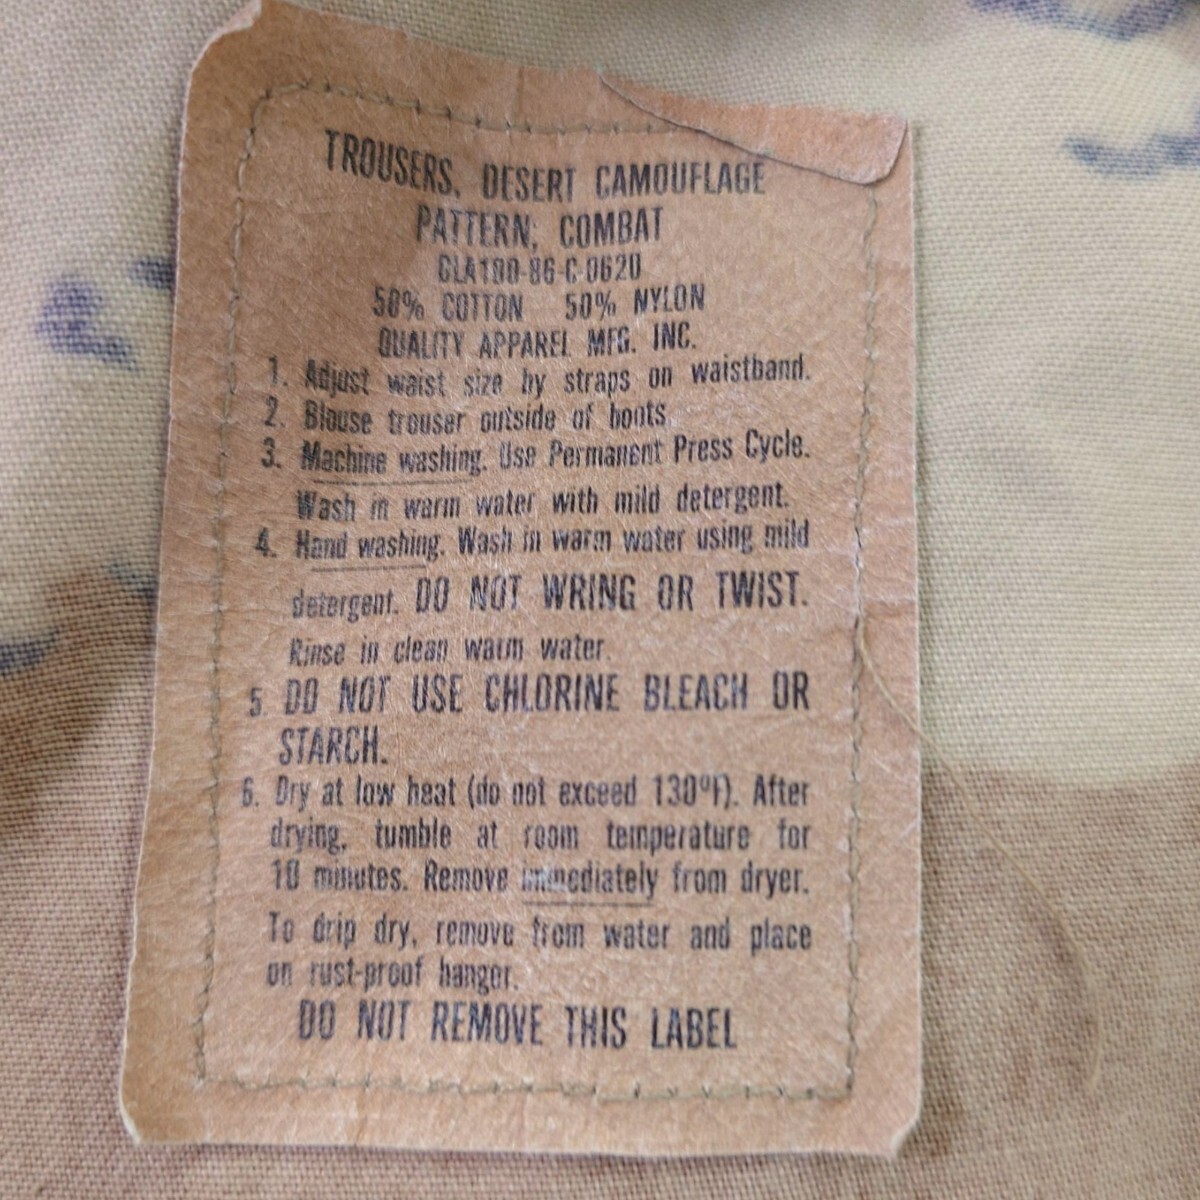 TROUSERS, DESERT CAMOUFLAGE
PATTERN; COMBAT
DLA100-86-C-0620
50% COTTON 50% NYLON
QUALITY APPAREL MFG. INC.
1. Adjust waist size by straps on waistband.
2. Blouse trouser outside of boots.
3. Machine washing. Use Permanent Press Cycle.
Wash in warm water with mild detergent.
4. Hand washing. Wash in warm water using mild
detergent. DO NOT WRING OR TWIST.
Rinse in clean warm water.
5. DO NOT USE CHLORINE BLEACH OR
STARCH.
6. Dry at low heat (do not exceed 130°F). After
drying, tumble at room temperature for
10 minutes. Remove immediately from dryer.
To drip dry, remove from water and place
on rust-proof hanger.
DO NOT REMOVE THIS LABEL